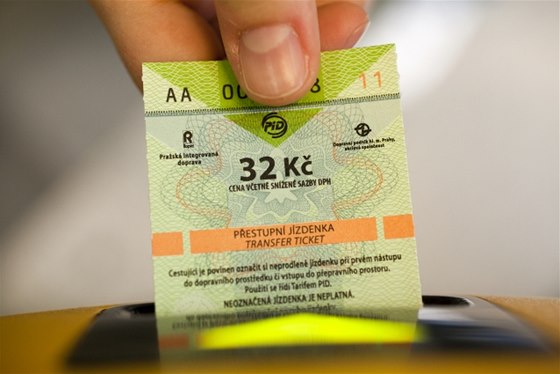 AA 8 11
PID
R
Pražská integrovaná
doprava
Dopravní podnik hl. m. Prahy,
akciová společnost
32 Kč
CENA VČETNĚ SNÍŽENÉ SAZBY DPH
PŘESTUPNÍ JÍZDENKA
TRANSFER TICKET
Cestující je povinen označit si neprodleně jízdenku při prvém nástupu
do dopravního prostředku či vstupu do přepravního prostoru.
Použití se řídí Tarifem PID.
NEOZNAČENÁ JÍZDENKA JE NEPLATNÁ.